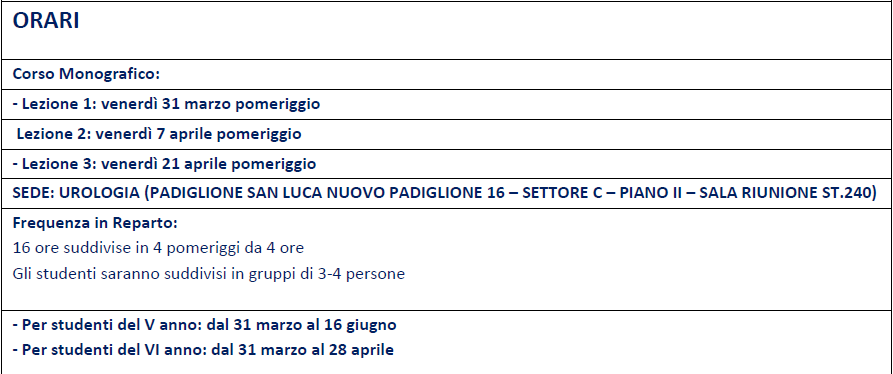 ORARI
Corso Monografico:
- Lezione 1: venerdì 31 marzo pomeriggio
Lezione 2: venerdì 7 aprile pomeriggio
- Lezione 3: venerdì 21 aprile pomeriggio
SEDE: UROLOGIA (PADIGLIONE SAN LUCA NUOVO PADIGLIONE 16 – SETTORE C – PIANO II – SALA RIUNIONE ST.240)
Frequenza in Reparto:
16 ore suddivise in 4 pomeriggi da 4 ore
Gli studenti saranno suddivisi in gruppi di 3-4 persone
- Per studenti del V anno: dal 31 marzo al 16 giugno
- Per studenti del VI anno: dal 31 marzo al 28 aprile